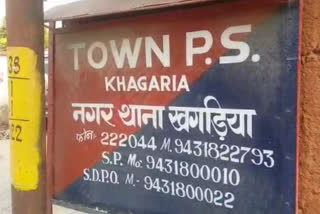 TOWN P.S.
KHAGARIA
नगर थाना खगड़िया
फोन: 222044 M. 9431822793
S.P. Mo: 9431800010
S.D.P.O. M.- 9431800022